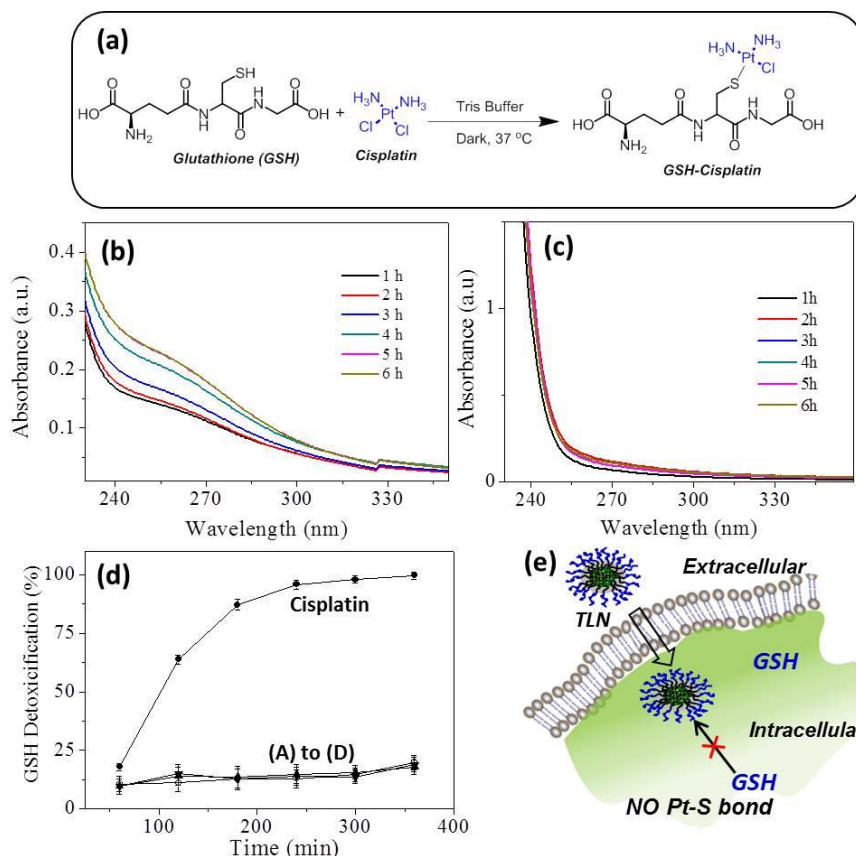 (a)
SH
O
O
HO
N
H
H
N
O
O
OH
NH2
+
H3N
NH3
Pt
Cl
Cl
Glutathione (GSH)
Cisplatin
Tris Buffer
Dark, 37 ⁰C
NH3
H3N
Pt
Cl
S
O
O
HO
N
H
H
N
O
O
OH
NH2
GSH-Cisplatin
(b)
0.4
0.3
0.2
0.1
Absorbance (a.u.)
1 h
2 h
3 h
4 h
5 h
6 h
240
270
300
330
Wavelength (nm)
(c)
1
0
Absorbance (a.u)
1h
2h
3h
4h
5h
6h
240
270
300
330
Wavelength (nm)
(d)
100
75
50
25
0
GSH Detoxicification (%)
Cisplatin
(A) to (D)
100
200
300
400
Time (min)
(e)
Extracellular
TLN
GSH
Intracellular
GSH
NO Pt-S bond